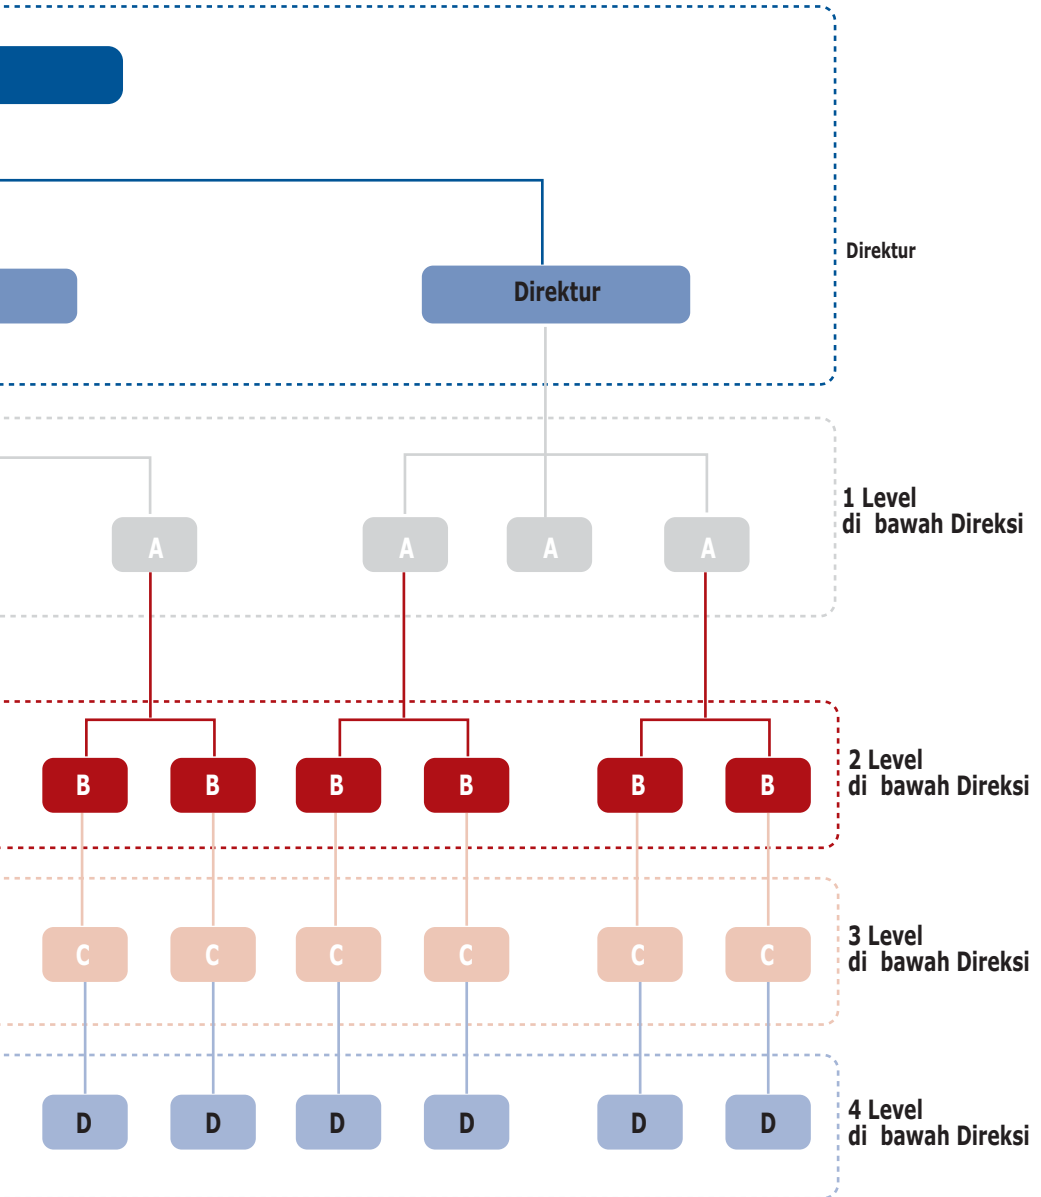 Direktur
Direktur
1 Level
di bawah Direksi
A A A A
2 Level
di bawah Direksi
B B B B B B
3 Level
di bawah Direksi
C C C C C C
4 Level
di bawah Direksi
D D D D D D